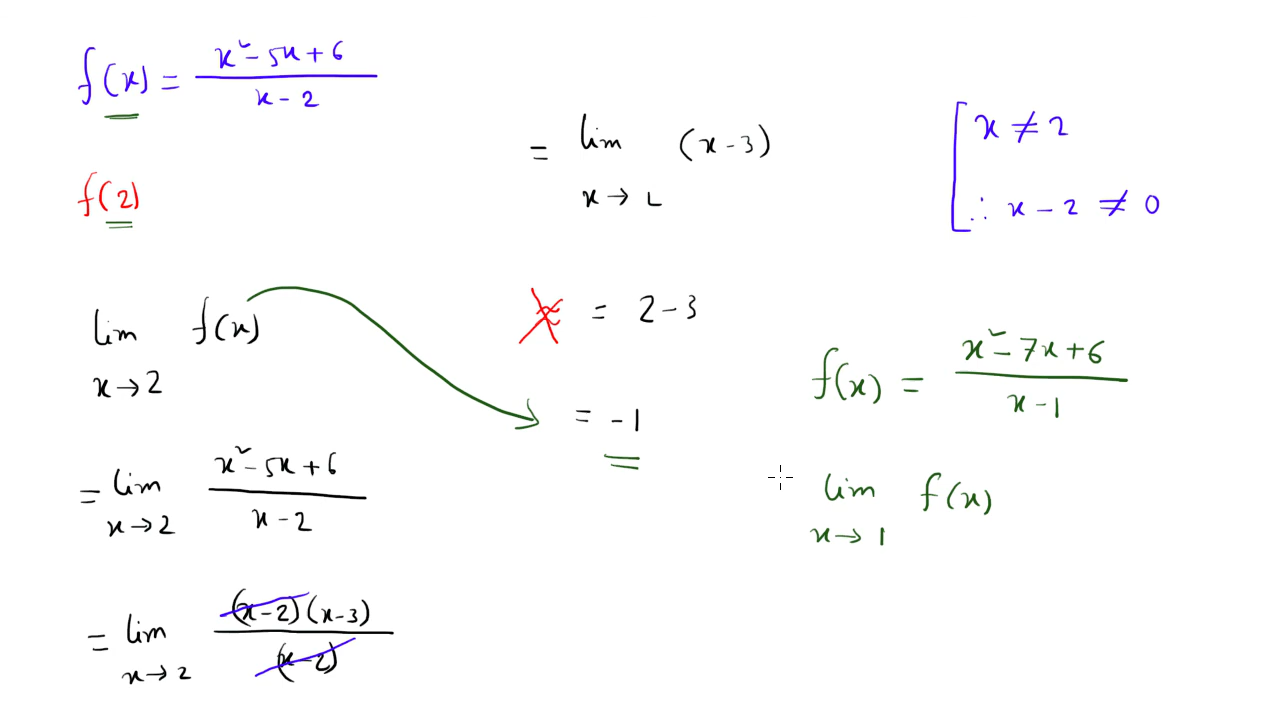 f(x) = (x² - 5x + 6)/(x - 2)
f(2)
lim x→2 f(x)
= lim x→2 (x² - 5x + 6)/(x - 2)
= lim x→2 (x-2)(x-3)/(x-2)
= lim x→2 (x-3)
= 2-3
= -1
x ≠ 2
∴ x - 2 ≠ 0
f(x) = (x² - 7x + 6)/(x - 1)
lim x→1 f(x)